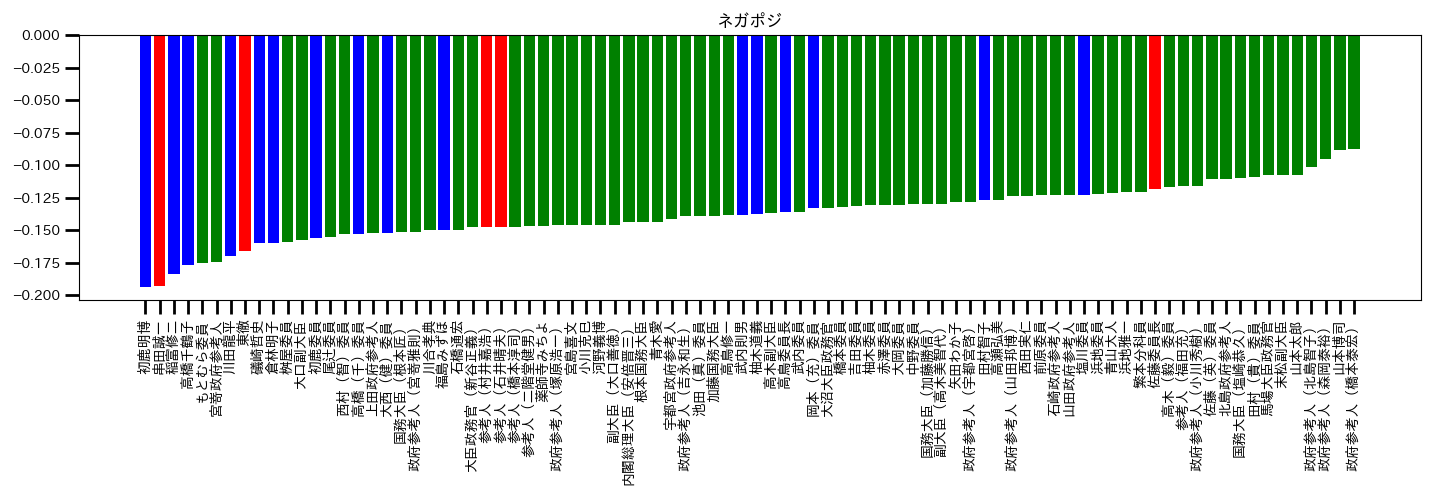 ネガポジ
0.000
−0.025
−0.050
−0.075
−0.100
−0.125
−0.150
−0.175
−0.200
初鹿明博
串田誠一
稲富修二
高橋千鶴子
もとむら委員
宮嵜政府参考人
川田龍平
東徹
礒崎哲史
倉林明子
桝屋委員
大口副大臣
初鹿委員
尾辻委員
西村（智）委員
高橋（千）委員
上田政府参考人
大西（健）委員
国務大臣（根本匠）
政府参考人（宮嵜雅則）
川合孝典
福島みずほ
石橋通宏
大臣政務官（新谷正義）
参考人（村井嘉浩）
参考人（石井晴夫）
参考人（橋本淳司）
参考人（二階堂健男）
薬師寺みちよ
政府参考人（塚原浩一）
宮島喜文
小川克巳
河野義博
副大臣（大口善徳）
内閣総理大臣（安倍晋三）
根本国務大臣
青木愛
宇都宮政府参考人
政府参考人（吉永和生）
池田（真）委員
加藤国務大臣
高鳥修一
武内則男
柚木道義
高木副大臣
高鳥委員長
武内委員
岡本（充）委員
大沼大臣政務官
橋本委員
吉田委員
柚木委員
赤澤委員
大岡委員
中野委員
国務大臣（加藤勝信）
副大臣（高木美智代）
矢田わか子
政府参考人（宇都宮啓）
田村智子
高瀬弘美
政府参考人（山田邦博）
西田実仁
前原委員
石崎政府参考人
山田政府参考人
塩川委員
浜地委員
青山大人
浜地雅一
繁本分科員
佐藤委員長
高木（毅）委員
参考人（福田充）
政府参考人（小川秀樹）
佐藤（英）委員
北島政府参考人
国務大臣（塩崎恭久）
田村（貴）委員
馬場大臣政務官
末松副大臣
山本太郎
政府参考人（北島智子）
政府参考人（森岡泰裕）
山本博司
政府参考人（橋本泰宏）